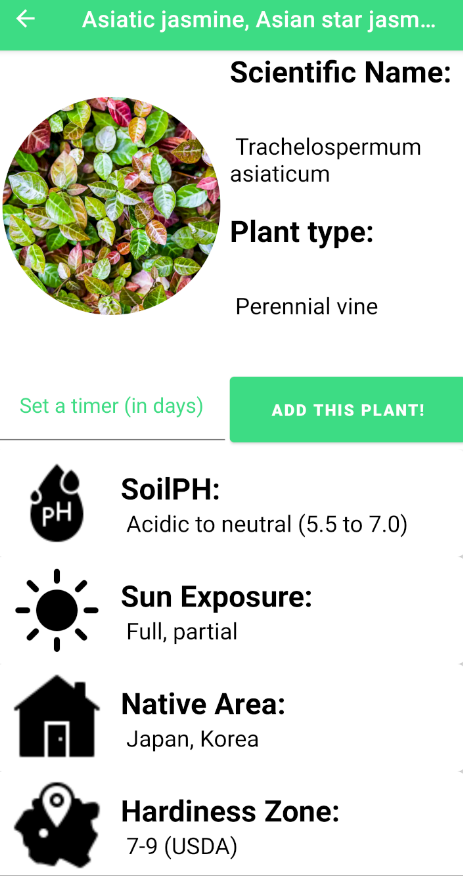 Asiatic jasmine, Asian star jasm...
Scientific Name:
Trachelospermum
asiaticum
Plant type:
Perennial vine
Set a timer (in days)
ADD THIS PLANT!
pH
SoilPH:
Acidic to neutral (5.5 to 7.0)
Sun Exposure:
Full, partial
Native Area:
Japan, Korea
Hardiness Zone:
7-9 (USDA)